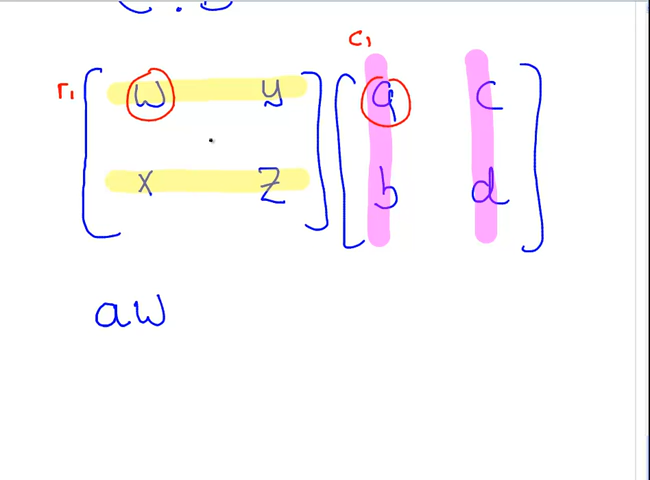 c₁
r₁ [ w y ] [ a c ]
[ x z ] [ b d ]
aw